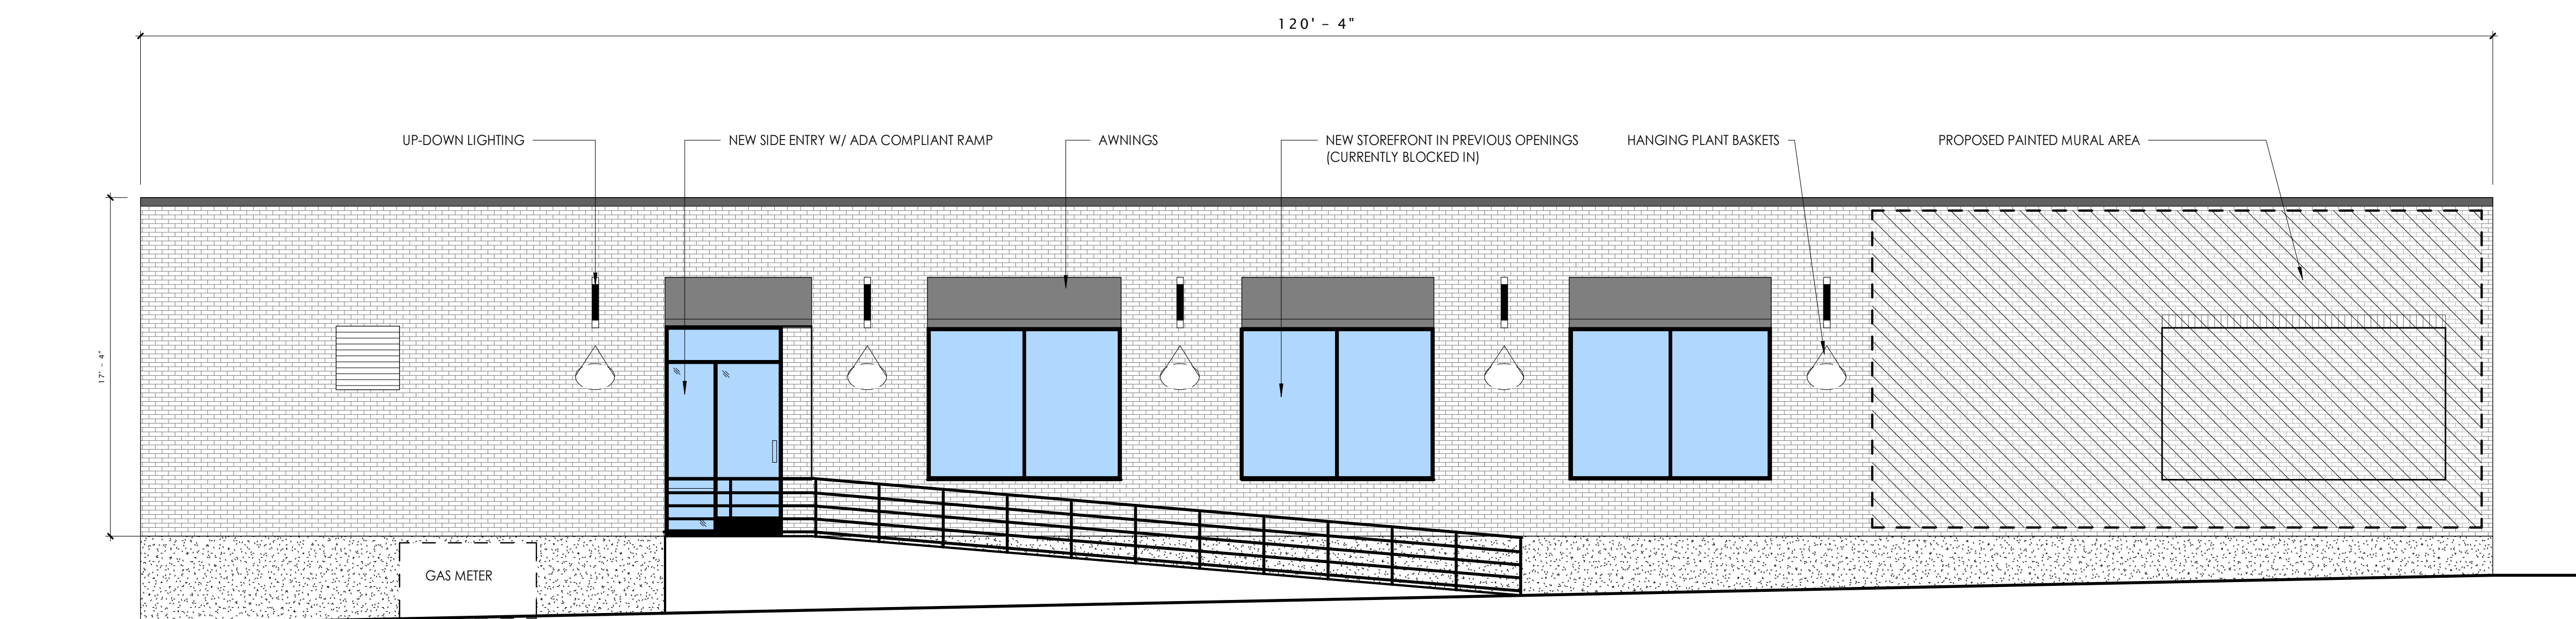 120' – 4"
UP-DOWN LIGHTING
NEW SIDE ENTRY W/ ADA COMPLIANT RAMP
AWNINGS
NEW STOREFRONT IN PREVIOUS OPENINGS
(CURRENTLY BLOCKED IN)
HANGING PLANT BASKETS
PROPOSED PAINTED MURAL AREA
17' – 4"
GAS METER